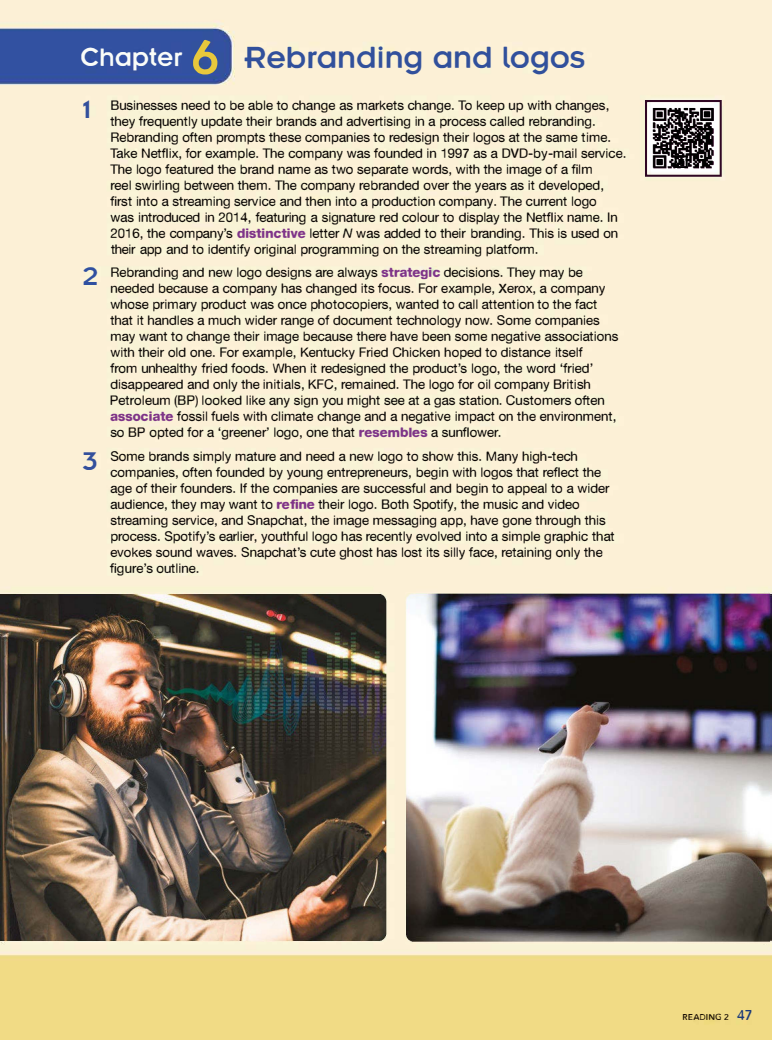 Chapter 6 Rebranding and logos
1 Businesses need to be able to change as markets change. To keep up with changes,
they frequently update their brands and advertising in a process called rebranding.
Rebranding often prompts these companies to redesign their logos at the same time.
Take Netflix, for example. The company was founded in 1997 as a DVD-by-mail service.
The logo featured the brand name as two separate words, with the image of a film
reel swirling between them. The company rebranded over the years as it developed,
first into a streaming service and then into a production company. The current logo
was introduced in 2014, featuring a signature red colour to display the Netflix name. In
2016, the company's distinctive letter N was added to their branding. This is used on
their app and to identify original programming on the streaming platform.
2 Rebranding and new logo designs are always strategic decisions. They may be
needed because a company has changed its focus. For example, Xerox, a company
whose primary product was once photocopiers, wanted to call attention to the fact
that it handles a much wider range of document technology now. Some companies
may want to change their image because there have been some negative associations
with their old one. For example, Kentucky Fried Chicken hoped to distance itself
from unhealthy fried foods. When it redesigned the product's logo, the word 'fried'
disappeared and only the initials, KFC, remained. The logo for oil company British
Petroleum (BP) looked like any sign you might see at a gas station. Customers often
associate fossil fuels with climate change and a negative impact on the environment,
so BP opted for a 'greener' logo, one that resembles a sunflower.
3 Some brands simply mature and need a new logo to show this. Many high-tech
companies, often founded by young entrepreneurs, begin with logos that reflect the
age of their founders. If the companies are successful and begin to appeal to a wider
audience, they may want to refine their logo. Both Spotify, the music and video
streaming service, and Snapchat, the image messaging app, have gone through this
process. Spotify's earlier, youthful logo has recently evolved into a simple graphic that
evokes sound waves. Snapchat's cute ghost has lost its silly face, retaining only the
figure's outline.
READING 2 47